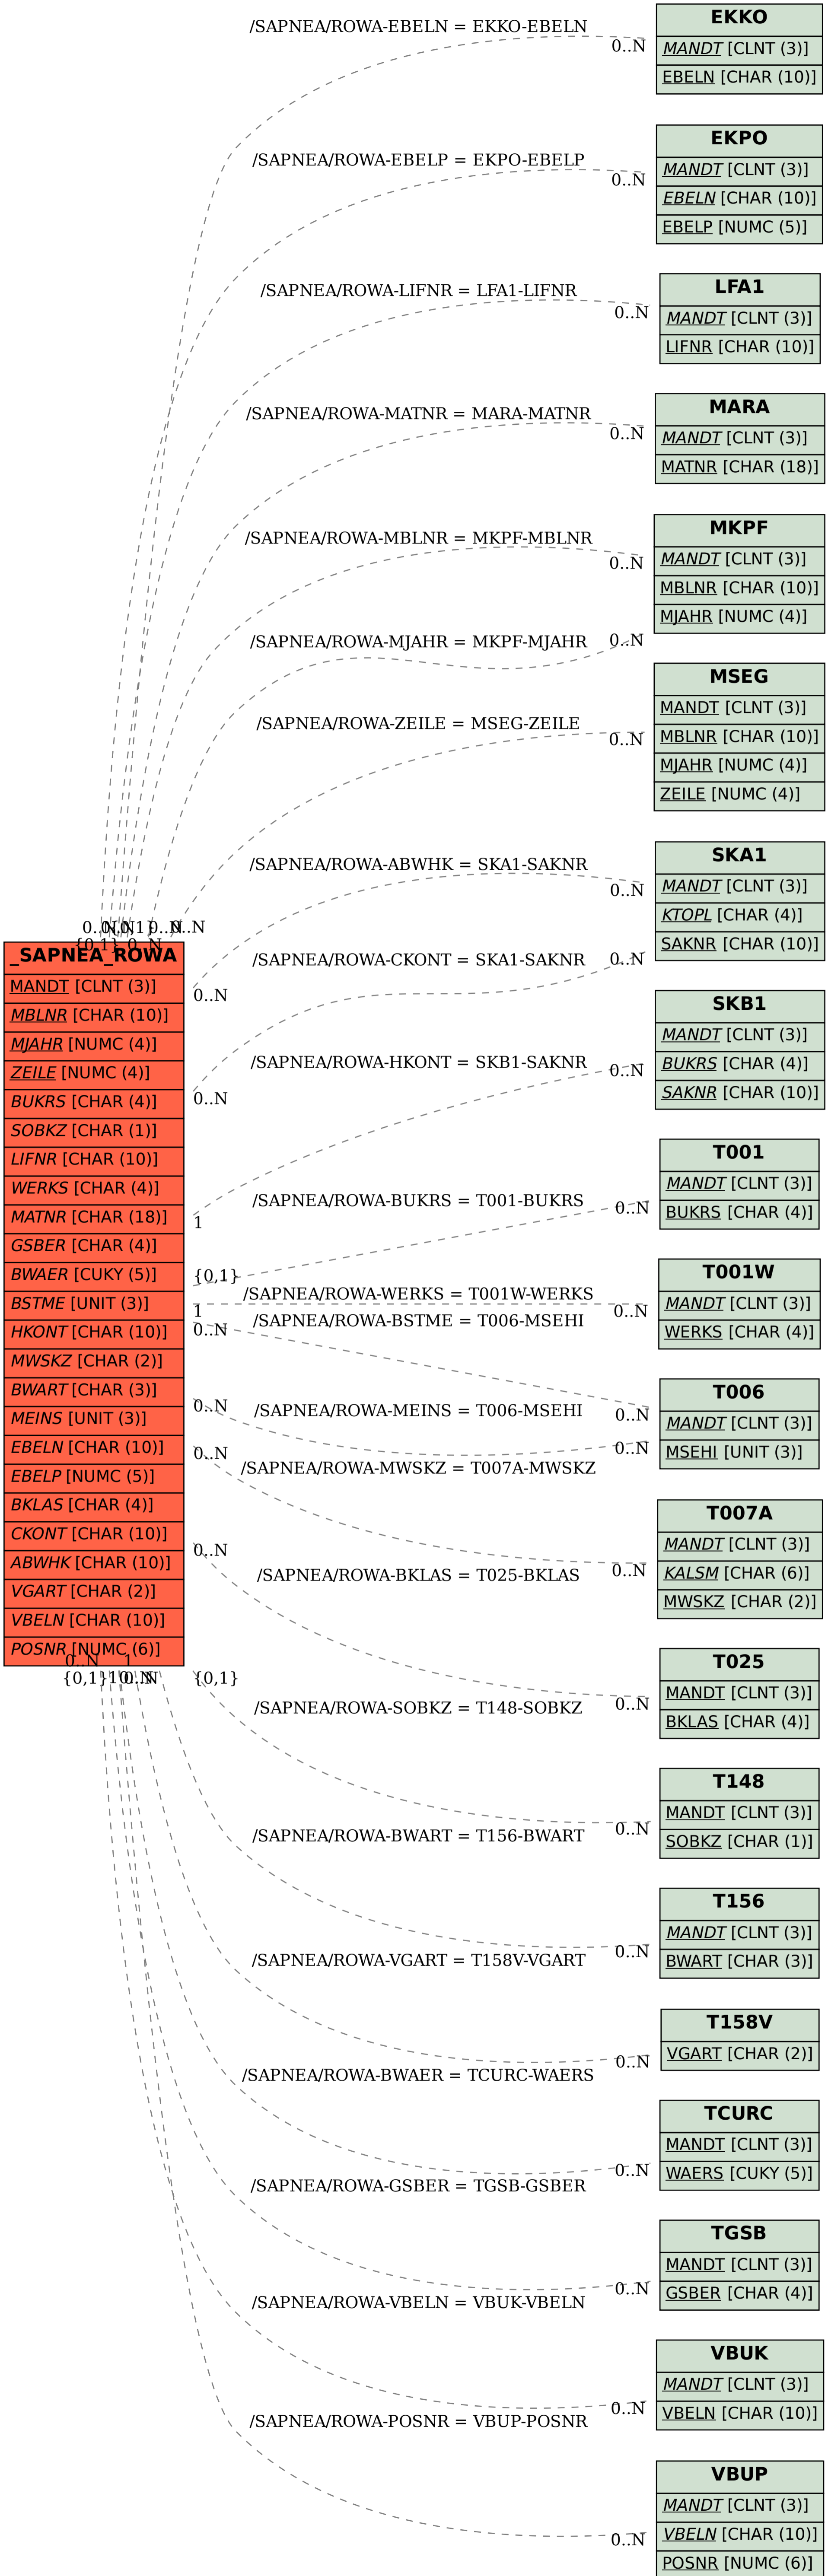 /SAPNEA/ROWA-EBELN = EKKO-EBELN
0..N
EKKO
MANDT [CLNT (3)]
EBELN [CHAR (10)]
/SAPNEA/ROWA-EBELP = EKPO-EBELP
0..N
EKPO
MANDT [CLNT (3)]
EBELN [CHAR (10)]
EBELP [NUMC (5)]
/SAPNEA/ROWA-LIFNR = LFA1-LIFNR
0..N
LFA1
MANDT [CLNT (3)]
LIFNR [CHAR (10)]
/SAPNEA/ROWA-MATNR = MARA-MATNR
0..N
MARA
MANDT [CLNT (3)]
MATNR [CHAR (18)]
/SAPNEA/ROWA-MBLNR = MKPF-MBLNR
0..N
MKPF
MANDT [CLNT (3)]
MBLNR [CHAR (10)]
MJAHR [NUMC (4)]
/SAPNEA/ROWA-MJAHR = MKPF-MJAHR
0..N
/SAPNEA/ROWA-ZEILE = MSEG-ZEILE
0..N
MSEG
MANDT [CLNT (3)]
MBLNR [CHAR (10)]
MJAHR [NUMC (4)]
ZEILE [NUMC (4)]
/SAPNEA/ROWA-ABWHK = SKA1-SAKNR
0..N
SKA1
MANDT [CLNT (3)]
KTOPL [CHAR (4)]
SAKNR [CHAR (10)]
/SAPNEA/ROWA-CKONT = SKA1-SAKNR
0..N
/SAPNEA/ROWA-HKONT = SKB1-SAKNR
0..N
SKB1
MANDT [CLNT (3)]
BUKRS [CHAR (4)]
SAKNR [CHAR (10)]
/SAPNEA/ROWA-BUKRS = T001-BUKRS
0..N
T001
MANDT [CLNT (3)]
BUKRS [CHAR (4)]
/SAPNEA/ROWA-WERKS = T001W-WERKS
0..N
T001W
MANDT [CLNT (3)]
WERKS [CHAR (4)]
/SAPNEA/ROWA-BSTME = T006-MSEHI
0..N
T006
MANDT [CLNT (3)]
MSEHI [UNIT (3)]
/SAPNEA/ROWA-MEINS = T006-MSEHI
0..N
/SAPNEA/ROWA-MWSKZ = T007A-MWSKZ
0..N
T007A
MANDT [CLNT (3)]
KALSM [CHAR (6)]
MWSKZ [CHAR (2)]
/SAPNEA/ROWA-BKLAS = T025-BKLAS
0..N
T025
MANDT [CLNT (3)]
BKLAS [CHAR (4)]
/SAPNEA/ROWA-SOBKZ = T148-SOBKZ
0..N
T148
MANDT [CLNT (3)]
SOBKZ [CHAR (1)]
/SAPNEA/ROWA-BWART = T156-BWART
0..N
T156
MANDT [CLNT (3)]
BWART [CHAR (3)]
/SAPNEA/ROWA-VGART = T158V-VGART
0..N
T158V
VGART [CHAR (2)]
/SAPNEA/ROWA-BWAER = TCURC-WAERS
0..N
TCURC
MANDT [CLNT (3)]
WAERS [CUKY (5)]
/SAPNEA/ROWA-GSBER = TGSB-GSBER
0..N
TGSB
MANDT [CLNT (3)]
GSBER [CHAR (4)]
/SAPNEA/ROWA-VBELN = VBUK-VBELN
0..N
VBUK
MANDT [CLNT (3)]
VBELN [CHAR (10)]
/SAPNEA/ROWA-POSNR = VBUP-POSNR
0..N
VBUP
MANDT [CLNT (3)]
VBELN [CHAR (10)]
POSNR [NUMC (6)]
_SAPNEA_ROWA
MANDT [CLNT (3)]
MBLNR [CHAR (10)]
MJAHR [NUMC (4)]
ZEILE [NUMC (4)]
BUKRS [CHAR (4)]
SOBKZ [CHAR (1)]
LIFNR [CHAR (10)]
WERKS [CHAR (4)]
MATNR [CHAR (18)]
GSBER [CHAR (4)]
BWAER [CUKY (5)]
BSTME [UNIT (3)]
HKONT [CHAR (10)]
MWSKZ [CHAR (2)]
BWART [CHAR (3)]
MEINS [UNIT (3)]
EBELN [CHAR (10)]
EBELP [NUMC (5)]
BKLAS [CHAR (4)]
CKONT [CHAR (10)]
ABWHK [CHAR (10)]
VGART [CHAR (2)]
VBELN [CHAR (10)]
POSNR [NUMC (6)]
0..N
0..N
1
{0,1}
1
0..N
0..N
0..N
0..N
{0,1}
0..N
1
{0,1}